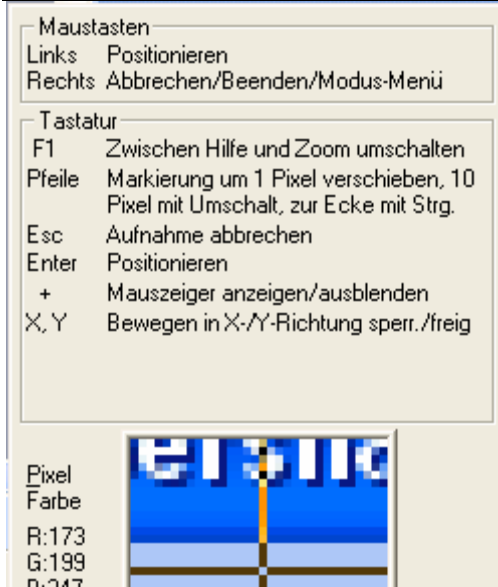 Maustasten
Links Positionieren
Rechts Abbrechen/Beenden/Modus-Menü
Tastatur
F1 Zwischen Hilfe und Zoom umschalten
Pfeile Markierung um 1 Pixel verschieben, 10
Pixel mit Umschalt, zur Ecke mit Strg.
Esc Aufnahme abbrechen
Enter Positionieren
+ Mauszeiger anzeigen/ausblenden
X, Y Bewegen in X-/Y-Richtung sperr./freig
Pixel
Farbe
R:173
G:199
B:247